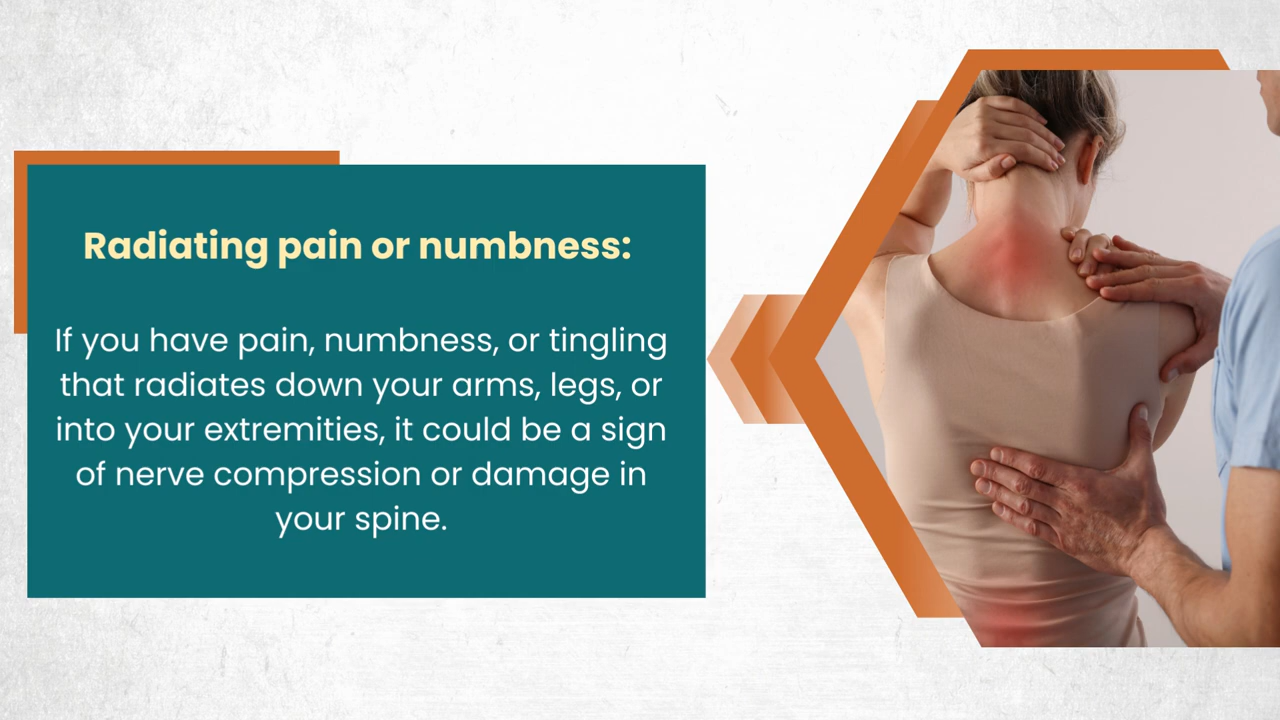 Radiating pain or numbness:
If you have pain, numbness, or tingling
that radiates down your arms, legs, or
into your extremities, it could be a sign
of nerve compression or damage in
your spine.